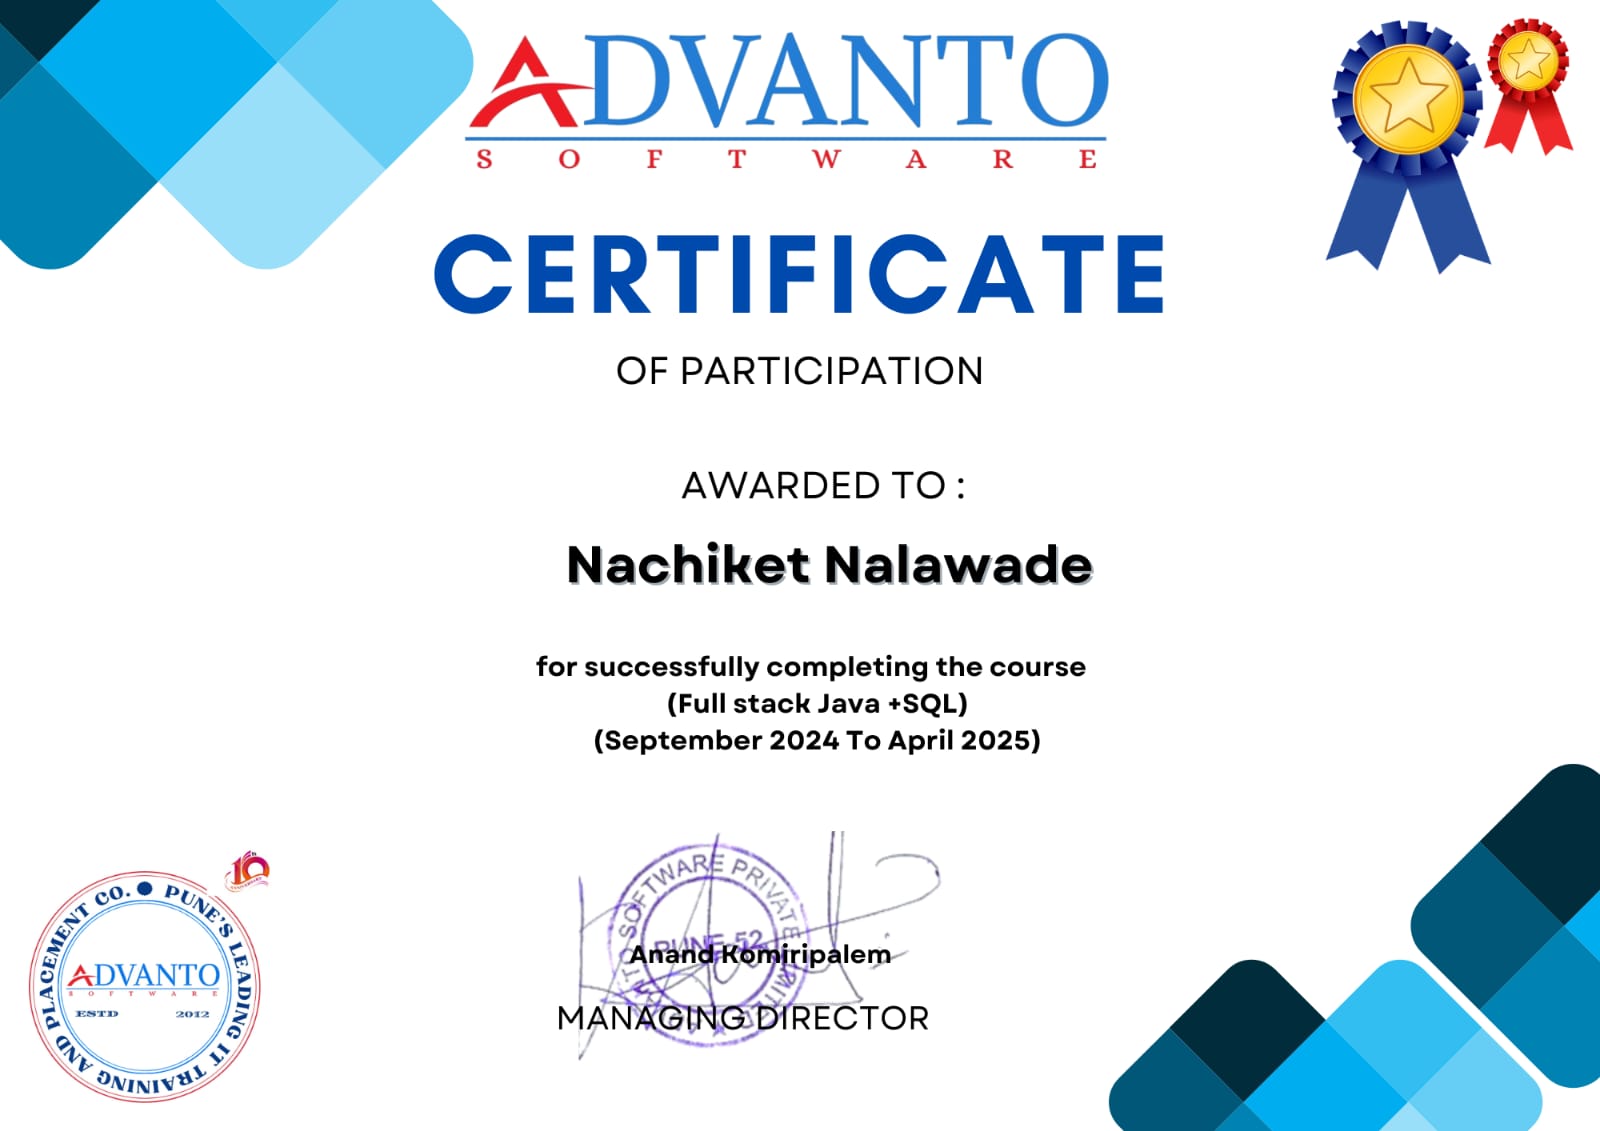 ADVANTO
SOFTWARE
CERTIFICATE
OF PARTICIPATION
AWARDED TO :
Nachiket Nalawade
for successfully completing the course
(Full stack Java +SQL)
(September 2024 To April 2025)
SOFTWARE PRIVATE LIMITED
PUNE-52
Anand Komiripalem
MANAGING DIRECTOR
10th
ANNIVERSARY
PUNE'S LEADING IT TRAINING AND PLACEMENT CO.
ADVANTO
SOFTWARE
ESTD 2012